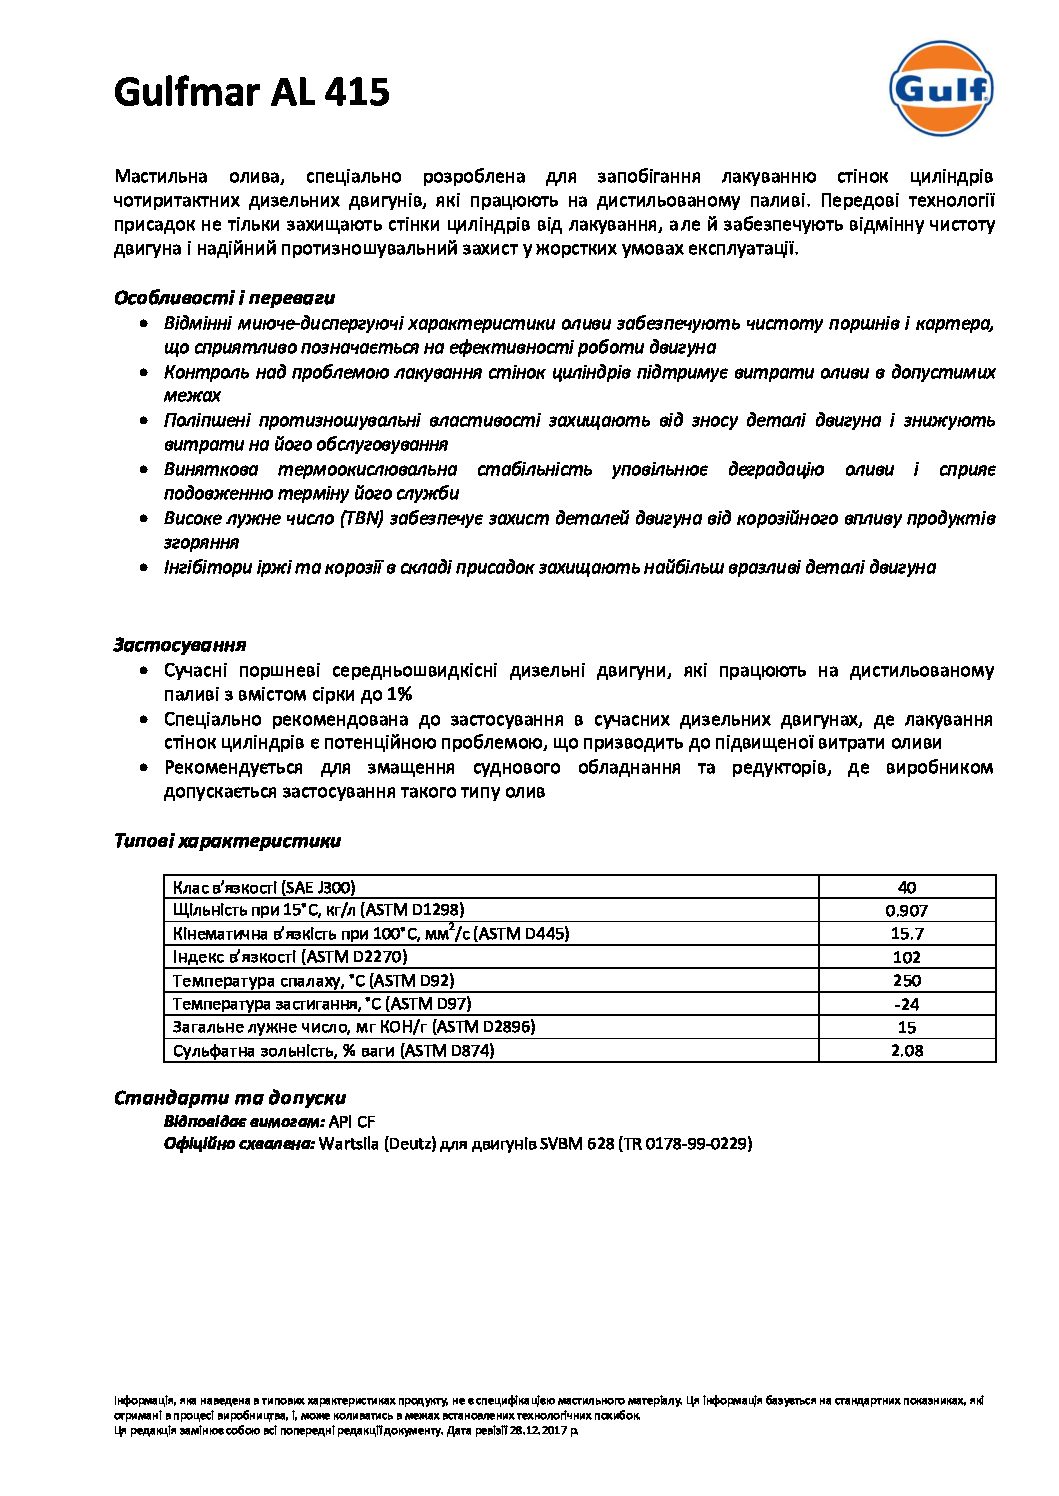 Gulfmar AL 415
Gulf
Мастильна олива, спеціально розроблена для запобігання лакуванню стінок циліндрів
чотиритактних дизельних двигунів, які працюють на дистильованому паливі. Передові технології
присадок не тільки захищають стінки циліндрів від лакування, але й забезпечують відмінну чистоту
двигуна і надійний протизношувальний захист у жорстких умовах експлуатації.
Особливості і переваги
• Відмінні миюче-диспергуючі характеристики оливи забезпечують чистоту поршнів і картера,
що сприятливо позначається на ефективності роботи двигуна
• Контроль над проблемою лакування стінок циліндрів підтримує витрати оливи в допустимих
межах
• Поліпшені протизношувальні властивості захищають від зносу деталі двигуна і знижують
витрати на його обслуговування
• Виняткова термоокислювальна стабільність уповільнює деградацію оливи і сприяє
подовженню терміну його служби
• Високе лужне число (TBN) забезпечує захист деталей двигуна від корозійного впливу продуктів
згоряння
• Інгібітори іржі та корозії в складі присадок захищають найбільш вразливі деталі двигуна
Застосування
• Сучасні поршневі середньошвидкісні дизельні двигуни, які працюють на дистильованому
паливі з вмістом сірки до 1%
• Спеціально рекомендована до застосування в сучасних дизельних двигунах, де лакування
стінок циліндрів є потенційною проблемою, що призводить до підвищеної витрати оливи
• Рекомендується для змащення суднового обладнання та редукторів, де виробником
допускається застосування такого типу олив
Типові характеристики
Клас в'язкості (SAE J300) 40
Щільність при 15°С, кг/л (ASTM D1298) 0.907
Кінематична в'язкість при 100°С, мм²/с (ASTM D445) 15.7
Індекс в'язкості (ASTM D2270) 102
Температура спалаху, °С (ASTM D92) 250
Температура застигання, °С (ASTM D97) -24
Загальне лужне число, мг КОН/г (ASTM D2896) 15
Сульфатна зольність, % ваги (ASTM D874) 2.08
Стандарти та допуски
Відповідає вимогам: API CF
Офіційно схвалена: Wartsila (Deutz) для двигунів SVBM 628 (TR 0178-99-0229)
Інформація, яка наведена в типових характеристиках продукту, не є специфікацією мастильного матеріалу. Ця інформація базується на стандартних показниках, які
отримані в процесі виробництва, і, може коливатись в межах встановлених технологічних похибок.
Ця редакція замінює собою всі попередні редакції документу. Дата ревізії 28.12.2017 р.